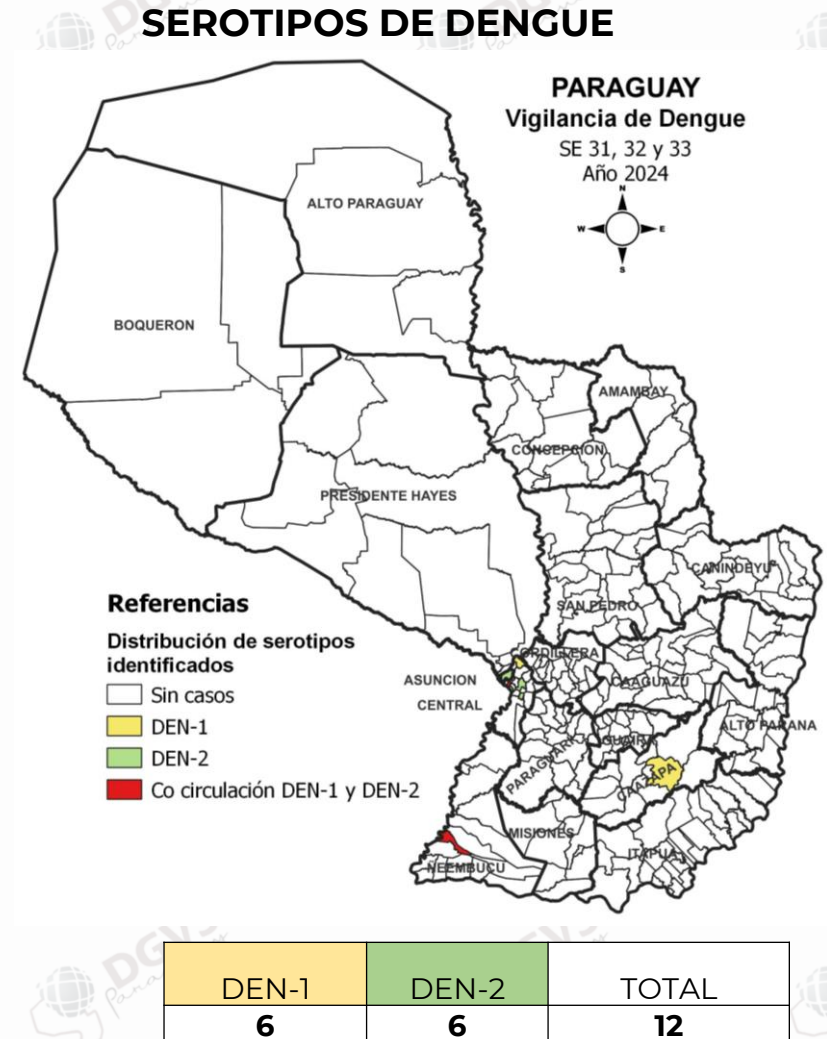 SEROTIPOS DE DENGUE
PARAGUAY
Vigilancia de Dengue
SE 31, 32 y 33
Año 2024
N
W E
S
ALTO PARAGUAY
BOQUERON
AMAMBAY
CONCEPCION
PRESIDENTE HAYES
CANINDEYU
SAN PEDRO
Referencias
Distribución de serotipos
identificados
Sin casos
DEN-1
DEN-2
Co circulación DEN-1 y DEN-2
CORDILLERA
ASUNCION
CAAGUAZU
CENTRAL
ALTO PARANA
GUAIRA
PARAGUARI
CAAZAPA
MISIONES
ITAPUA
ÑEEMBUCU
DEN-1 DEN-2 TOTAL
6 6 12